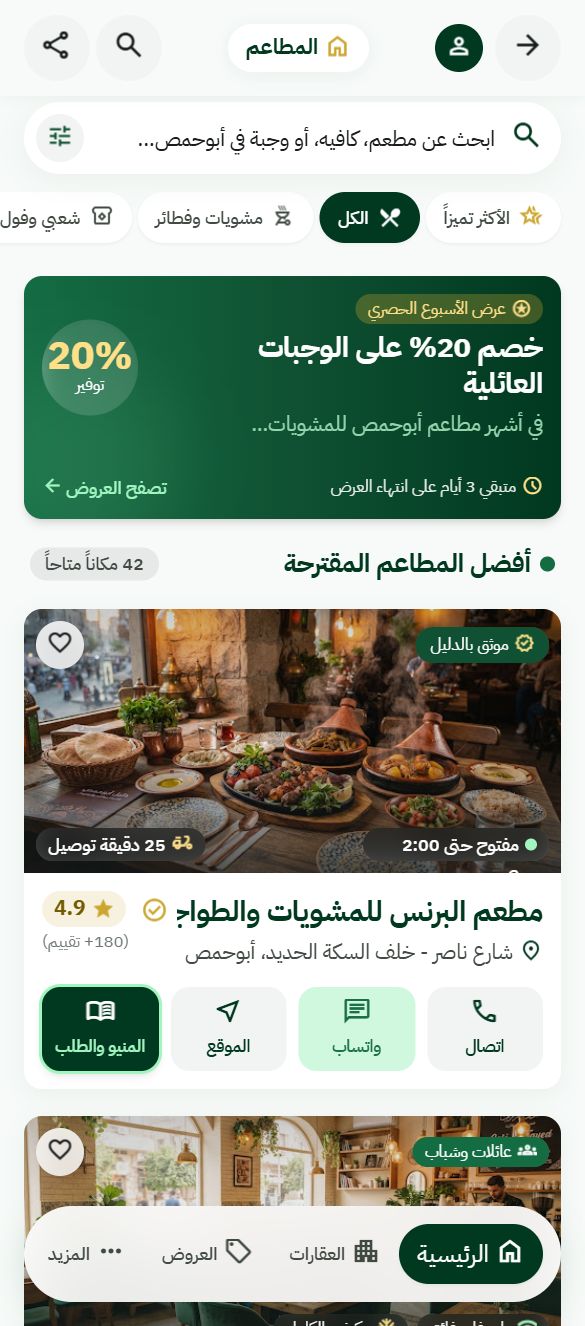 المطاعم
ابحث عن مطعم، كافيه، أو وجبة في أبوحمص...
الأكثر تميزاً
الكل
مشويات وفطائر
شعبي وفول
عرض الأسبوع الحصري
خصم 20% على الوجبات
العائلية
20%
توفير
في أشهر مطاعم أبوحمص للمشويات...
متبقي 3 أيام على انتهاء العرض
تصفح العروض
أفضل المطاعم المقترحة
42 مكاناً متاحاً
موثق بالدليل
مفتوح حتى 2:00
25 دقيقة توصيل
مطعم البرنس للمشويات والطواجـ
4.9
(180+ تقييم)
شارع ناصر - خلف السكة الحديد، أبوحمص
اتصال
واتساب
الموقع
المنيو والطلب
عائلات وشباب
الرئيسية
العقارات
العروض
المزيد